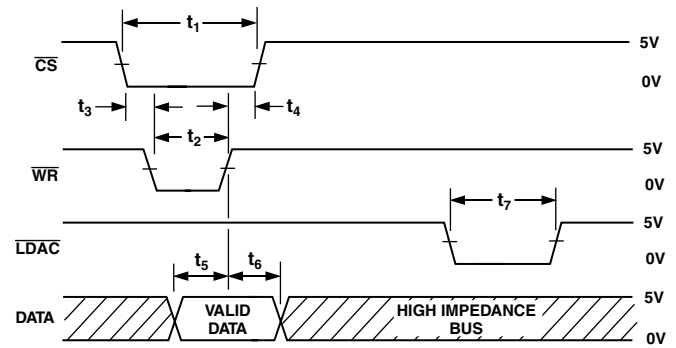 t1
CS
5V
0V
t3
t4
t2
WR
5V
0V
t7
LDAC
5V
0V
t5
t6
DATA
VALID
DATA
HIGH IMPEDANCE
BUS
5V
0V